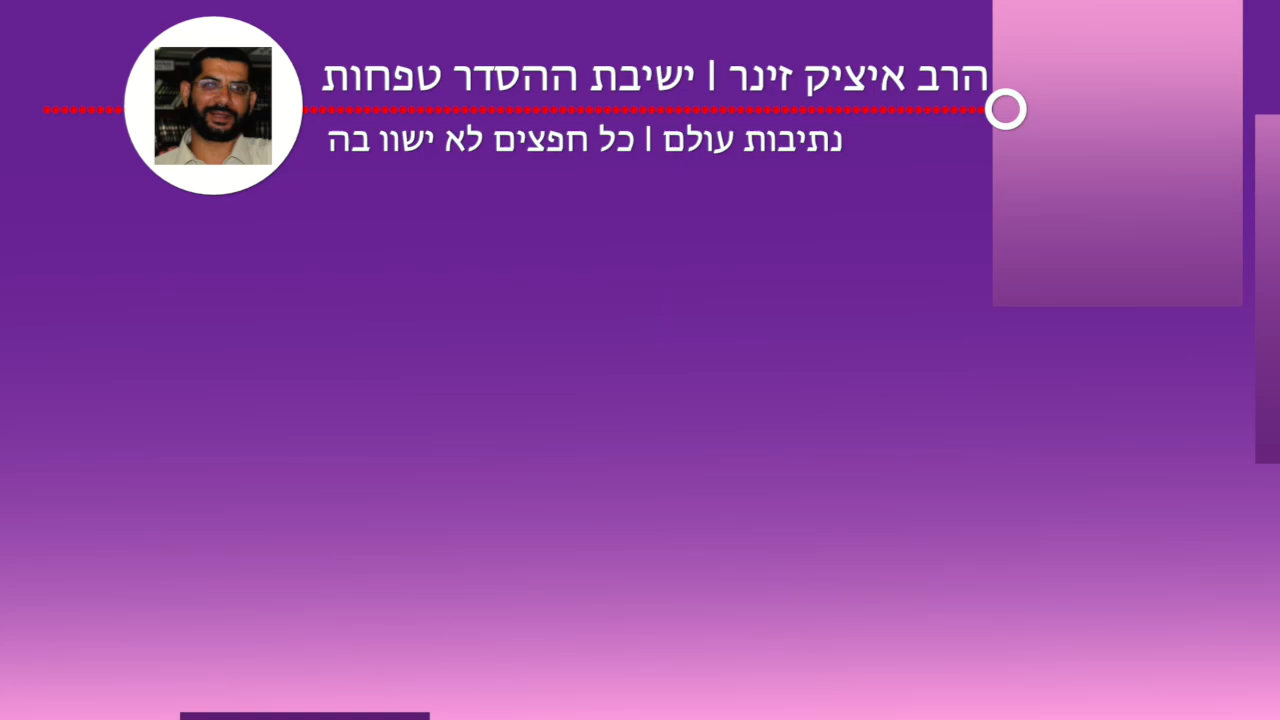 הרב איציק זינר | ישיבת ההסדר טפחות
נתיבות עולם | כל חפצים לא ישוו בה